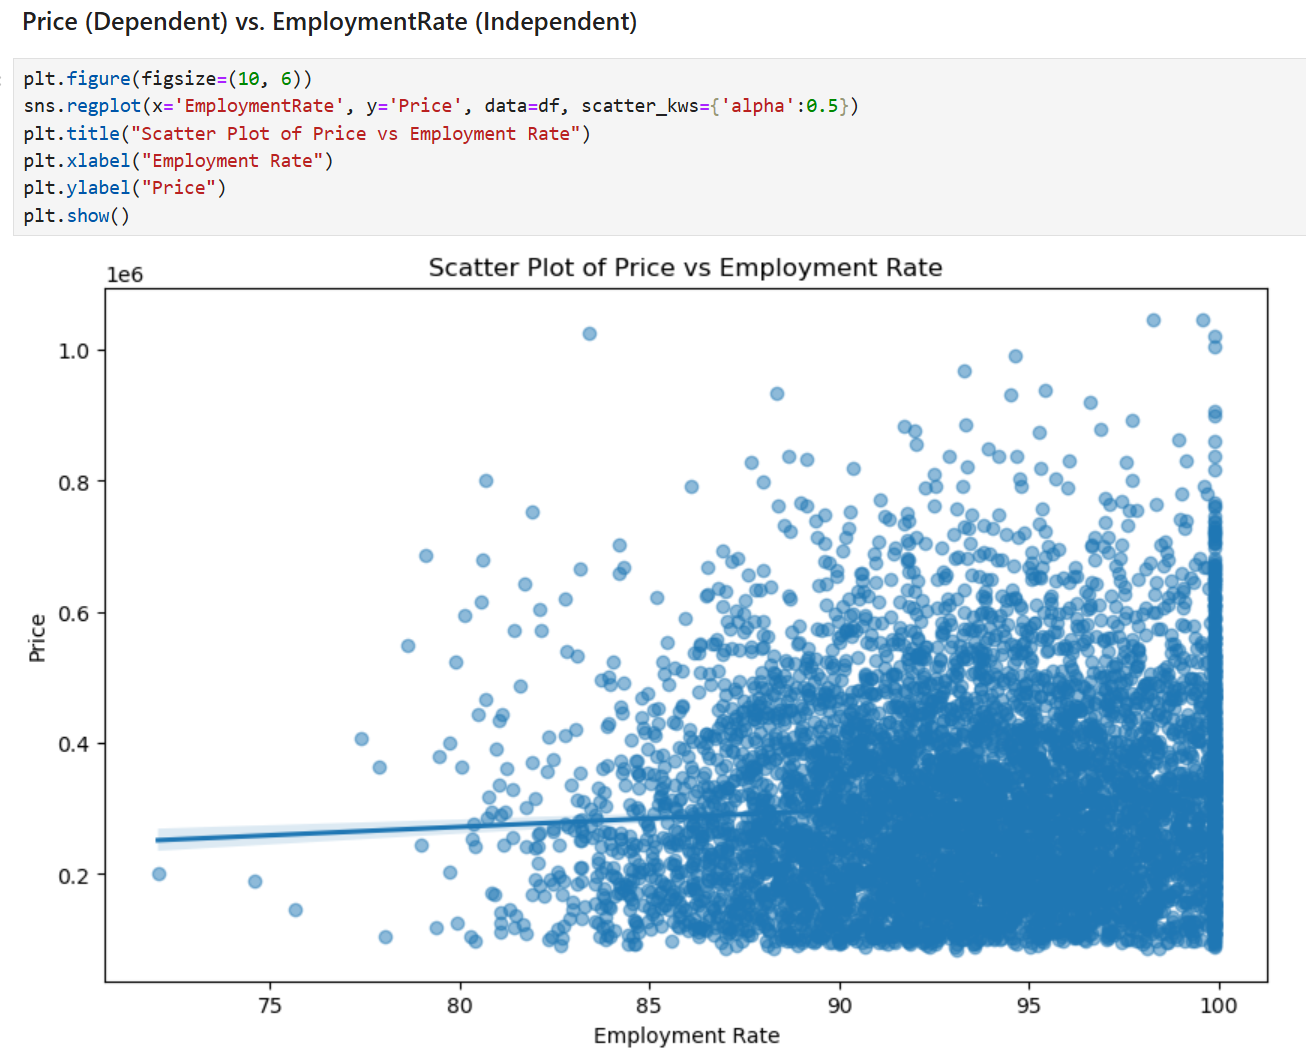 Price (Dependent) vs. EmploymentRate (Independent)
plt.figure(figsize=(10, 6))
sns.regplot(x='EmploymentRate', y='Price', data=df, scatter_kws={'alpha':0.5})
plt.title("Scatter Plot of Price vs Employment Rate")
plt.xlabel("Employment Rate")
plt.ylabel("Price")
plt.show()
Scatter Plot of Price vs Employment Rate
1e6
1.0
0.8
0.6
0.4
0.2
Price
75 80 85 90 95 100
Employment Rate